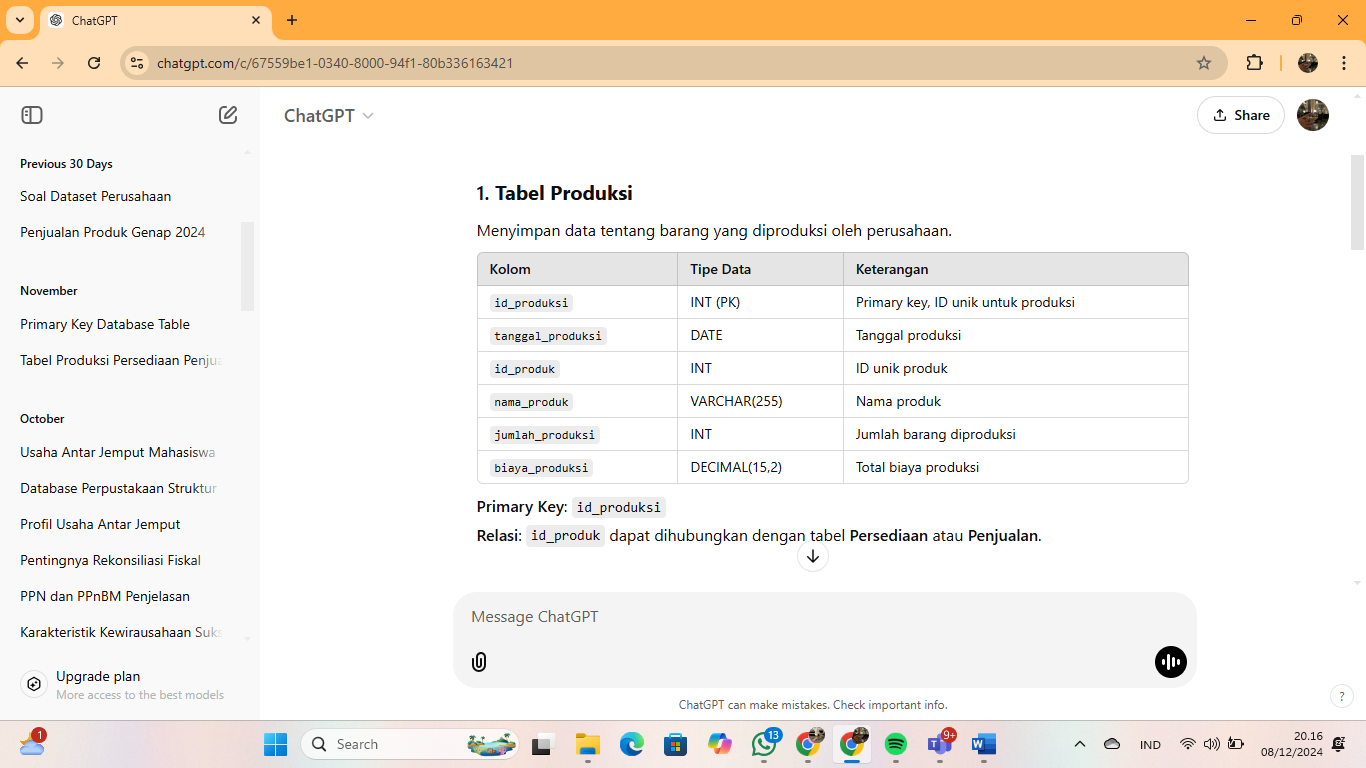 ChatGPT
chatgpt.com/c/67559be1-0340-8000-94f1-80b336163421
ChatGPT
Share
Previous 30 Days
Soal Dataset Perusahaan
Penjualan Produk Genap 2024
November
Primary Key Database Table
Tabel Produksi Persediaan Penjua
October
Usaha Antar Jemput Mahasiswa
Database Perpustakaan Struktur
Profil Usaha Antar Jemput
Pentingnya Rekonsiliasi Fiskal
PPN dan PPnBM Penjelasan
Karakteristik Kewirausahaan Suks
Upgrade plan
More access to the best models
1. Tabel Produksi
Menyimpan data tentang barang yang diproduksi oleh perusahaan.
Kolom Tipe Data Keterangan
id_produksi INT (PK) Primary key, ID unik untuk produksi
tanggal_produksi DATE Tanggal produksi
id_produk INT ID unik produk
nama_produk VARCHAR(255) Nama produk
jumlah_produksi INT Jumlah barang diproduksi
biaya_produksi DECIMAL(15,2) Total biaya produksi
Primary Key: id_produksi
Relasi: id_produk dapat dihubungkan dengan tabel Persediaan atau Penjualan.
Message ChatGPT
ChatGPT can make mistakes. Check important info.
?
1
Search
13
9+
IND
20.16
08/12/2024